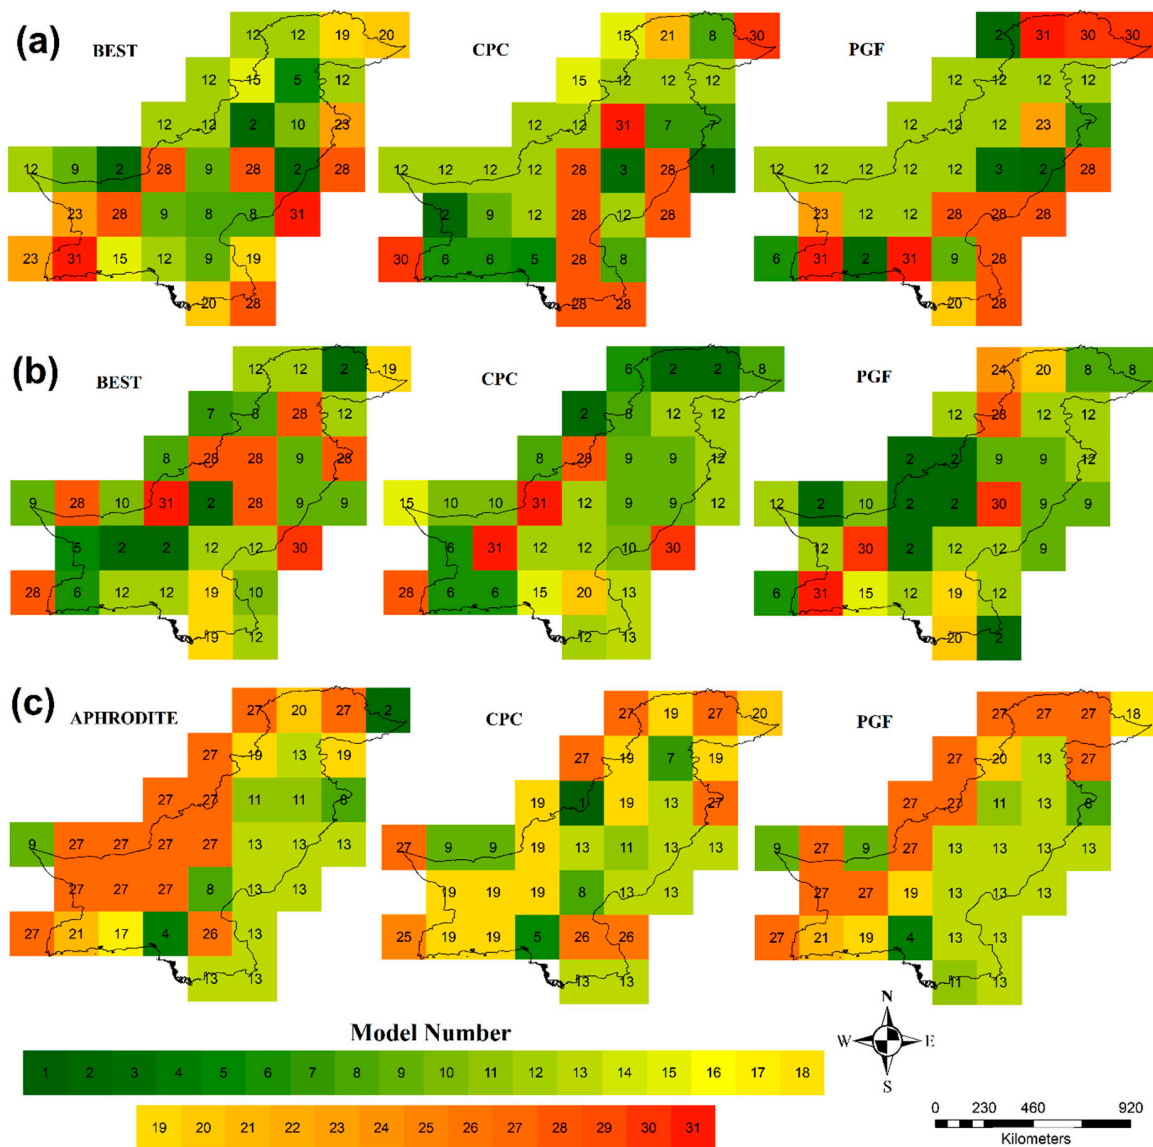 (a)
BEST
CPC
PGF
12 12 19 20
15 21 8 30
2 31 30 30
12 15 5 12
15 12 12 12
12 12 12 12
12 12 2 10 23
12 12 31 7 7
12 12 12 23 7
12 9 2 28 9 28 2 28
12 12 12 12 28 3 28 1
12 12 12 12 12 3 2 28
23 28 9 8 8 31
2 9 12 28 12 28
23 12 12 28 28 28
23 31 15 12 9 19
30 6 6 5 28 8
6 31 2 31 9 28
20 28
28 28
20 28
(b)
BEST
CPC
PGF
12 12 2 19
6 2 2 8
24 20 8 8
7 8 28 12
2 8 12 12
12 28 12 12
8 28 28 9 28
8 28 9 9 12
2 2 9 9 12
9 28 10 31 2 28 9 9
15 10 10 31 12 9 9 12
12 2 10 2 2 30 9 9
5 2 2 12 12 30
6 31 12 12 10 30
12 30 2 12 12 9
28 6 12 12 19 10
28 6 6 15 20 13
6 31 15 12 19 12
19 12
12 13
20 2
(c)
APHRODITE
CPC
PGF
27 20 27 2
27 19 27 20
27 27 27 18
27 19 13 19
27 19 7 19
27 20 13 27
27 27 11 11 8
19 1 19 13 27
27 27 11 13 8
9 27 27 27 27 13 13 13
27 9 9 19 13 11 13 13
9 27 9 27 13 13 13 13
27 27 27 8 13 13
19 19 19 8 13 13
27 27 19 13 13 13
27 21 17 4 26 13
25 19 19 5 26 26
27 21 19 4 13 13
13 13
13 13
11 13
Model Number
1 2 3 4 5 6 7 8 9 10 11 12 13 14 15 16 17 18
19 20 21 22 23 24 25 26 27 28 29 30 31
N
W E
S
0 230 460 920
Kilometers